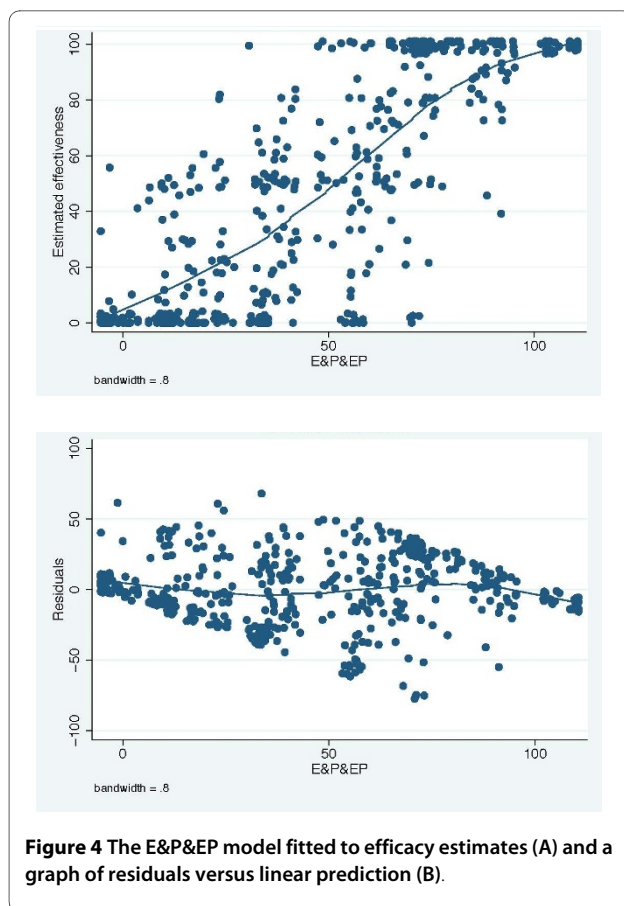 Estimated effectiveness
0 20 40 60 80 100
0 50 100
E&P&EP
bandwidth = .8
Residuals
−100 −50 0 50 100
0 50 100
E&P&EP
bandwidth = .8
Figure 4 The E&P&EP model fitted to efficacy estimates (A) and a
graph of residuals versus linear prediction (B).